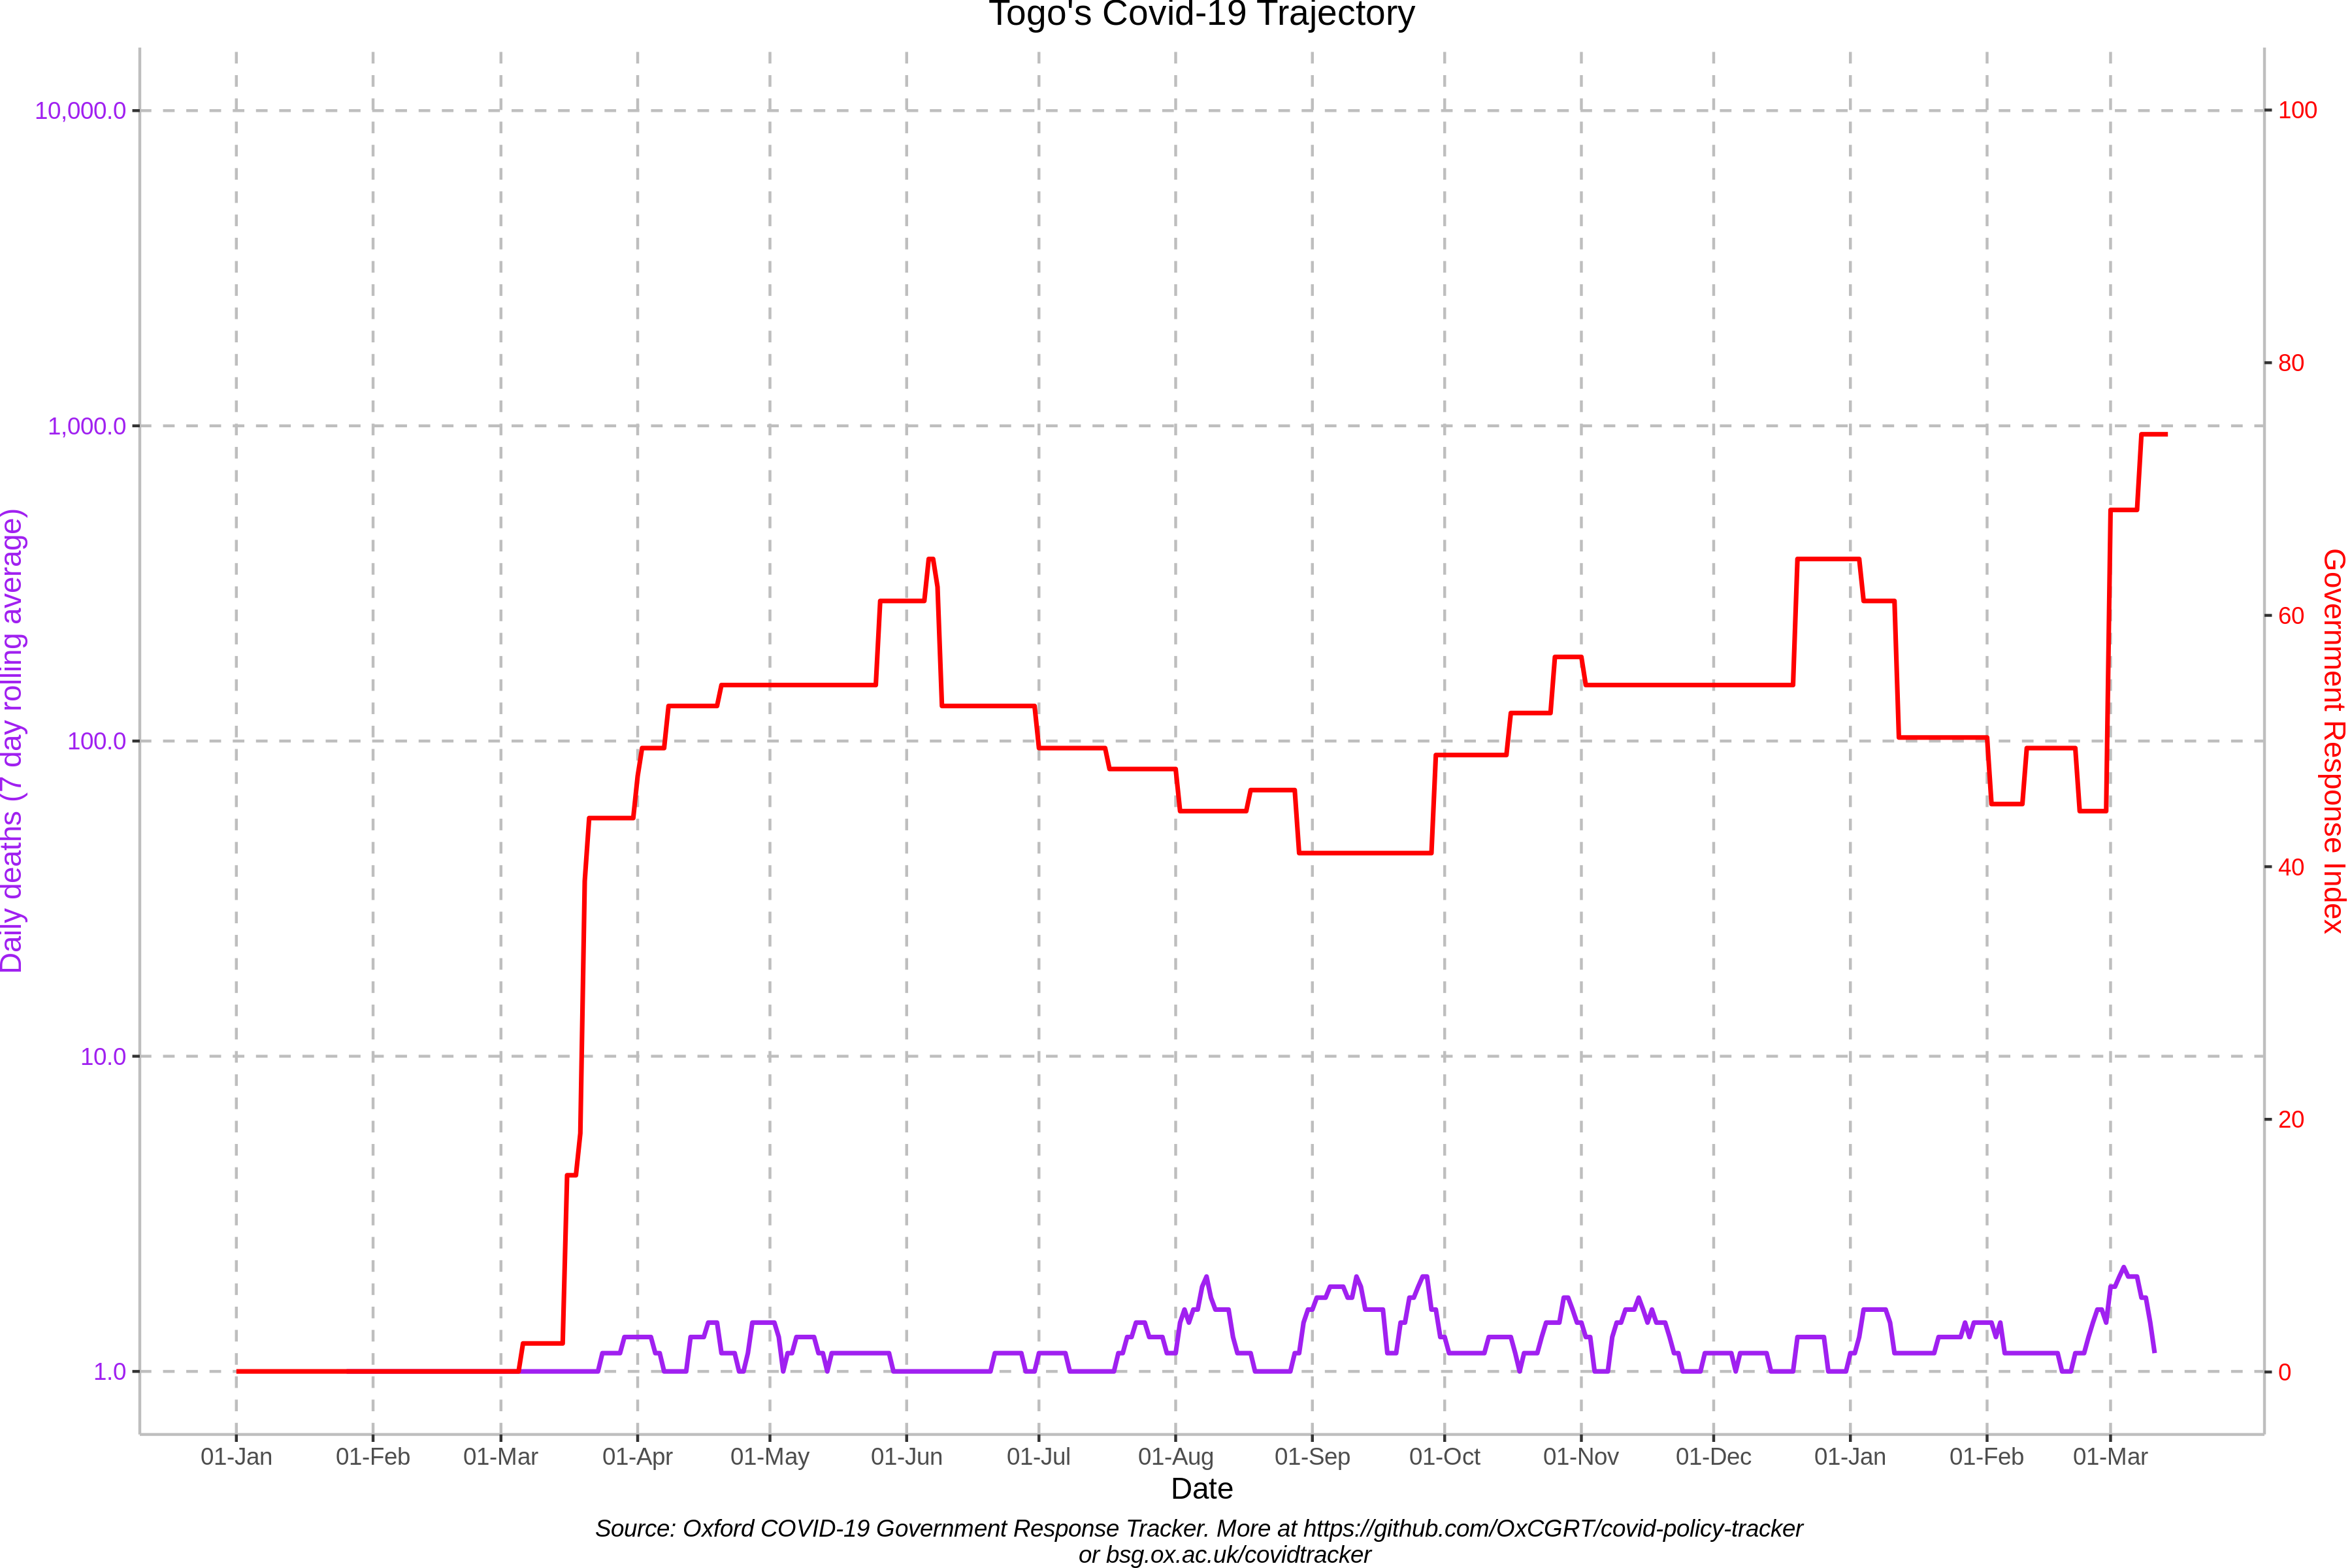 Togo's Covid-19 Trajectory
10,000.0
1,000.0
100.0
10.0
1.0
Daily deaths (7 day rolling average)
100
80
60
40
20
0
Government Response Index
01-Jan 01-Feb 01-Mar 01-Apr 01-May 01-Jun 01-Jul 01-Aug 01-Sep 01-Oct 01-Nov 01-Dec 01-Jan 01-Feb 01-Mar
Date
Source: Oxford COVID-19 Government Response Tracker. More at https://github.com/OxCGRT/covid-policy-tracker
or bsg.ox.ac.uk/covidtracker